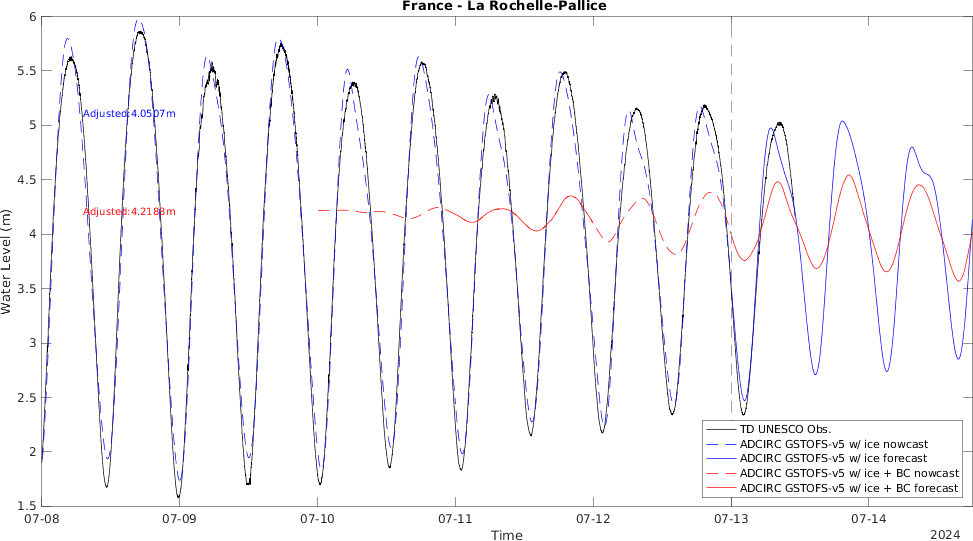 France - La Rochelle-Pallice
6
5.5
5
4.5
4
3.5
3
2.5
2
1.5
Water Level (m)
Adjusted:4.0507m
Adjusted:4.2183m
TD UNESCO Obs.
ADCIRC GSTOFS-v5 w/ ice nowcast
ADCIRC GSTOFS-v5 w/ ice forecast
ADCIRC GSTOFS-v5 w/ ice + BC nowcast
ADCIRC GSTOFS-v5 w/ ice + BC forecast
07-08 07-09 07-10 07-11 07-12 07-13 07-14
Time
2024